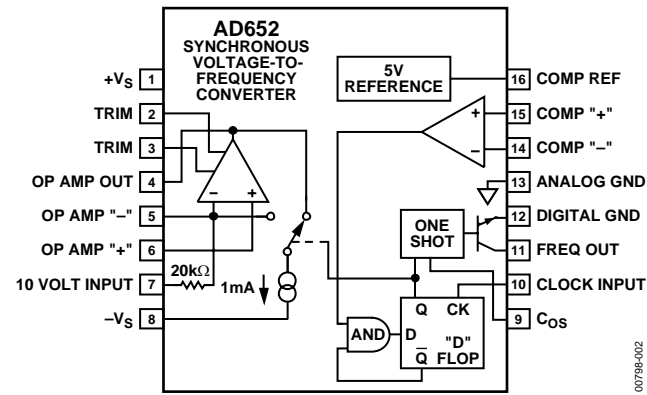 AD652
SYNCHRONOUS
VOLTAGE-TO-
FREQUENCY
CONVERTER
5V
REFERENCE
+VS 1
TRIM 2
TRIM 3
OP AMP OUT 4
OP AMP "–" 5
OP AMP "+" 6
10 VOLT INPUT 7
–VS 8
16 COMP REF
15 COMP "+"
14 COMP "–"
13 ANALOG GND
12 DIGITAL GND
11 FREQ OUT
10 CLOCK INPUT
9 COS
+
–
–
+
20kΩ
1mA
ONE
SHOT
AND
Q CK
D "D"
Q̅ FLOP
00798-002